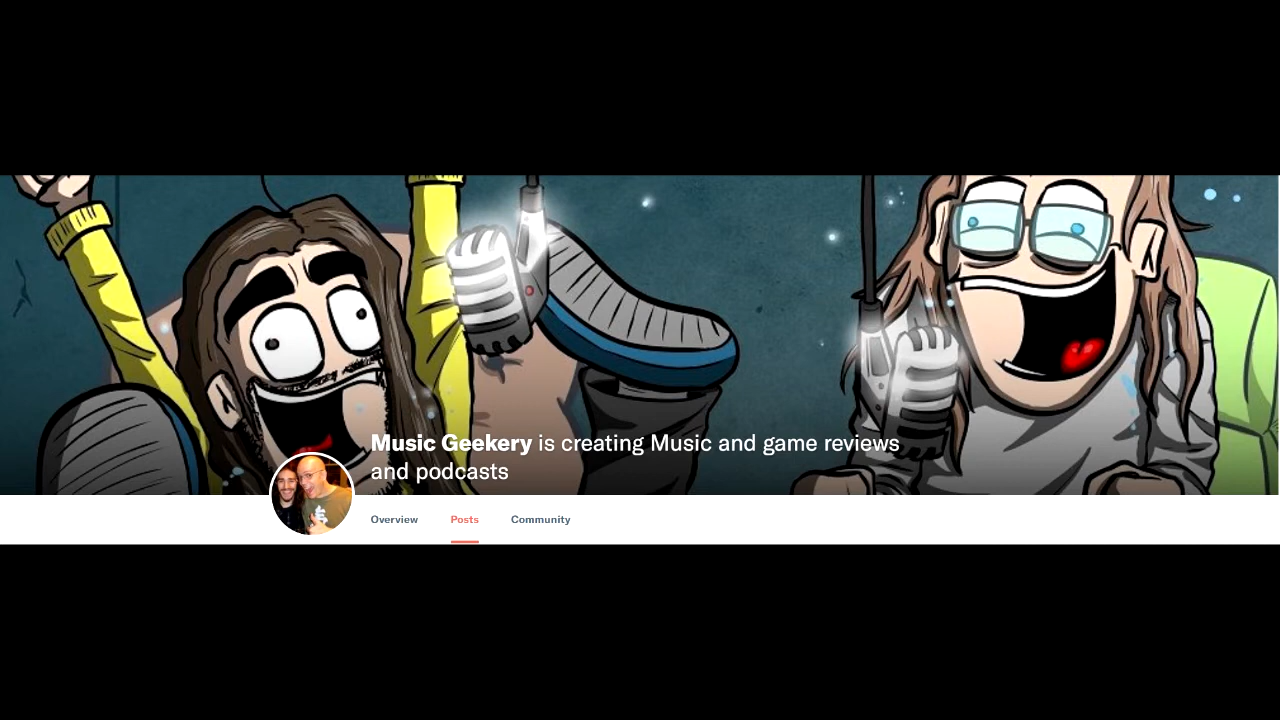 Music Geekery is creating Music and game reviews
and podcasts
Overview Posts Community